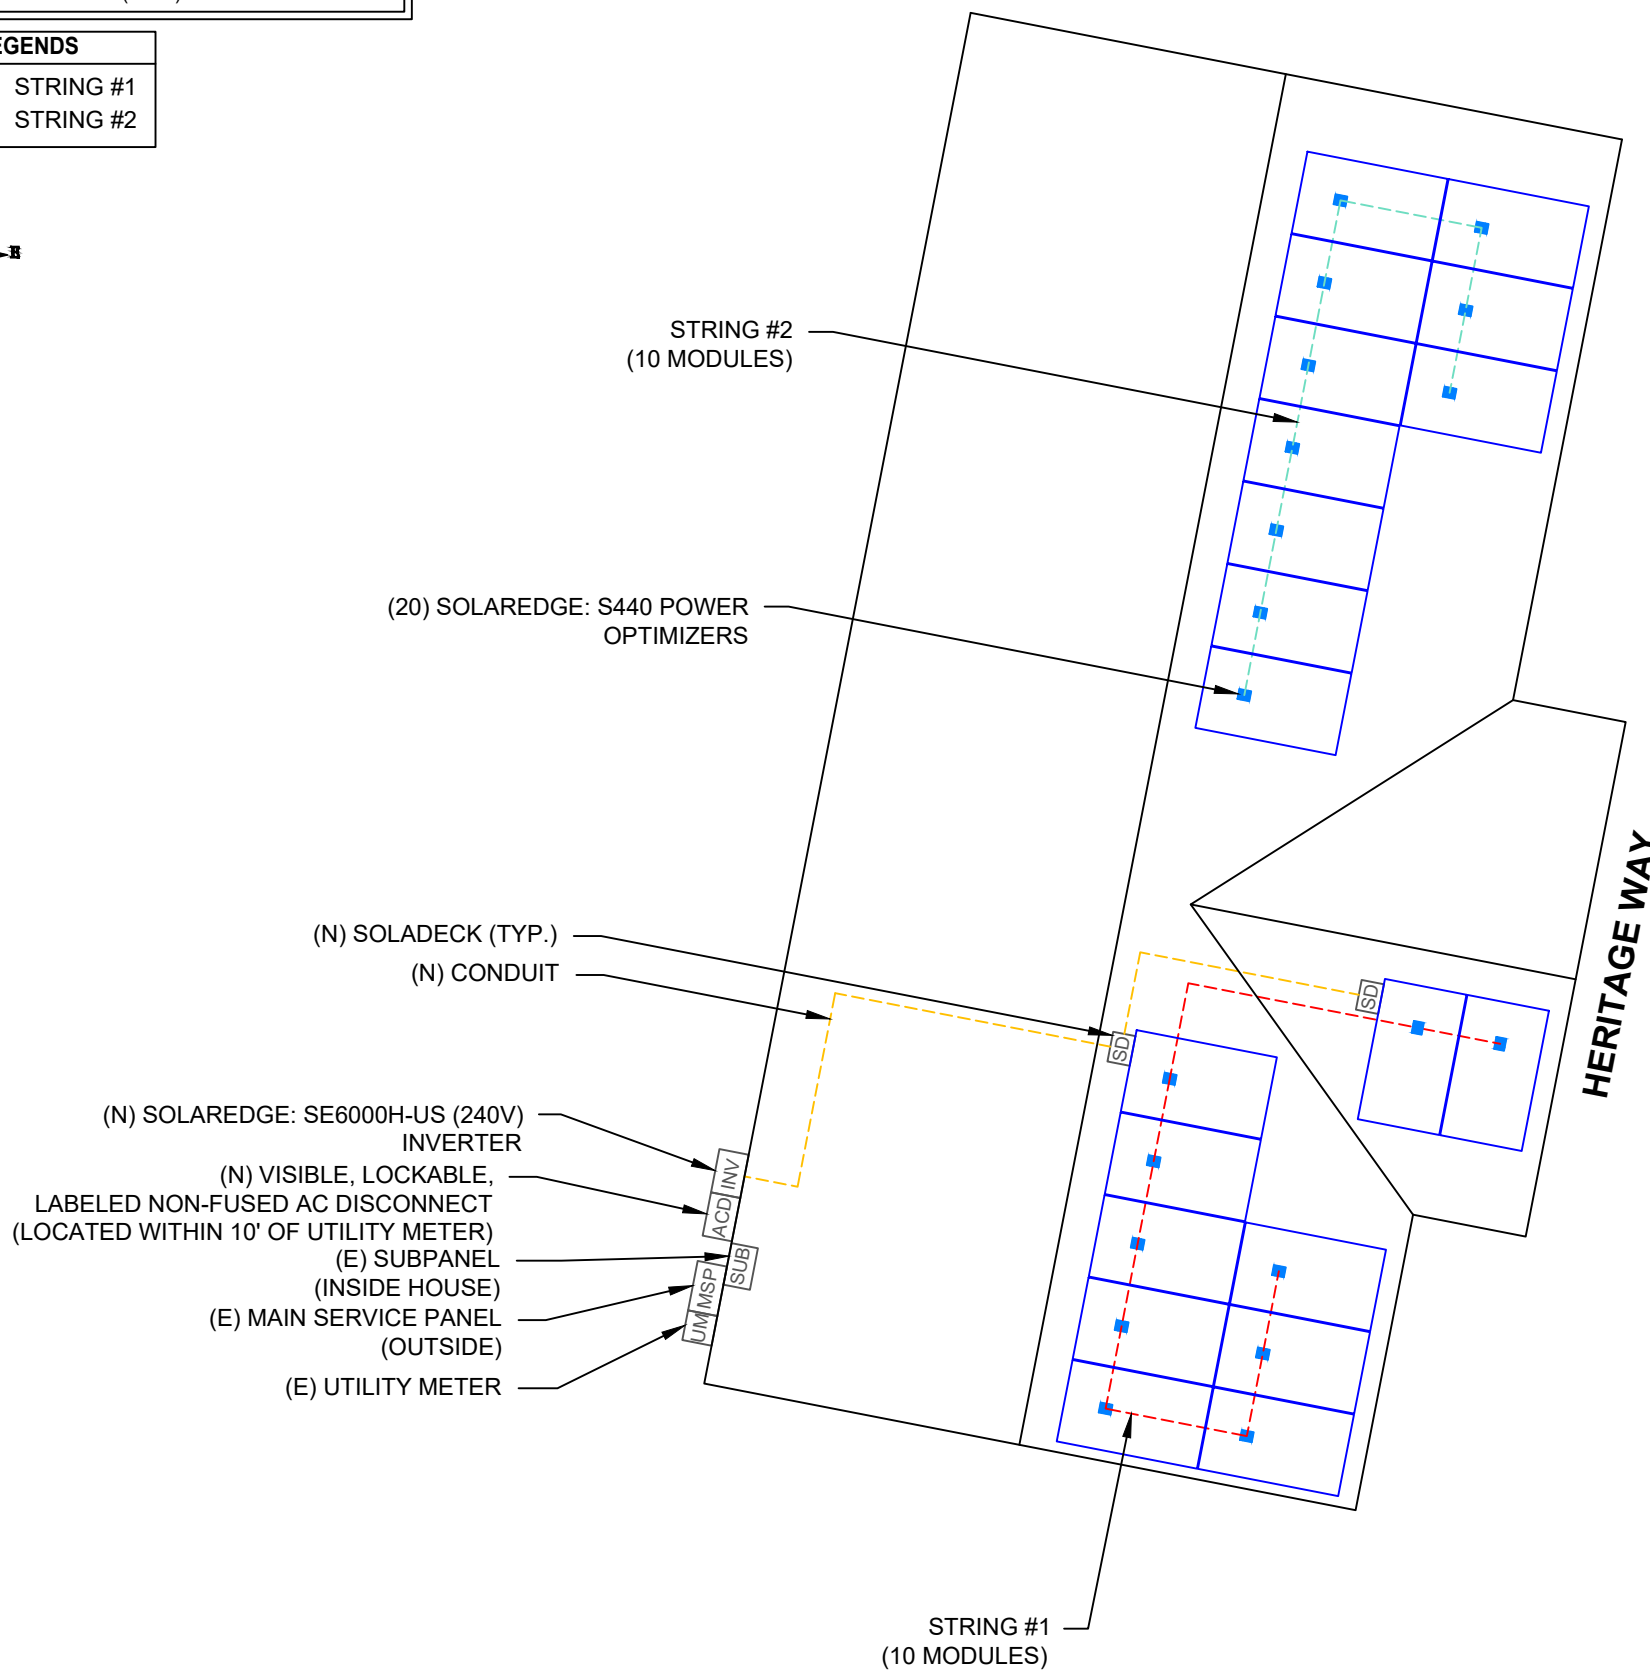 EGENDS
STRING #1
STRING #2
STRING #2
(10 MODULES)
(20) SOLAREDGE: S440 POWER
OPTIMIZERS
(N) SOLADECK (TYP.)
(N) CONDUIT
(N) SOLAREDGE: SE6000H-US (240V)
INVERTER
(N) VISIBLE, LOCKABLE,
LABELED NON-FUSED AC DISCONNECT
(LOCATED WITHIN 10' OF UTILITY METER)
(E) SUBPANEL
(INSIDE HOUSE)
(E) MAIN SERVICE PANEL
(OUTSIDE)
(E) UTILITY METER
INV
ACD
SUB
MSP
UM
SD
SD
HERITAGE WAY
STRING #1
(10 MODULES)